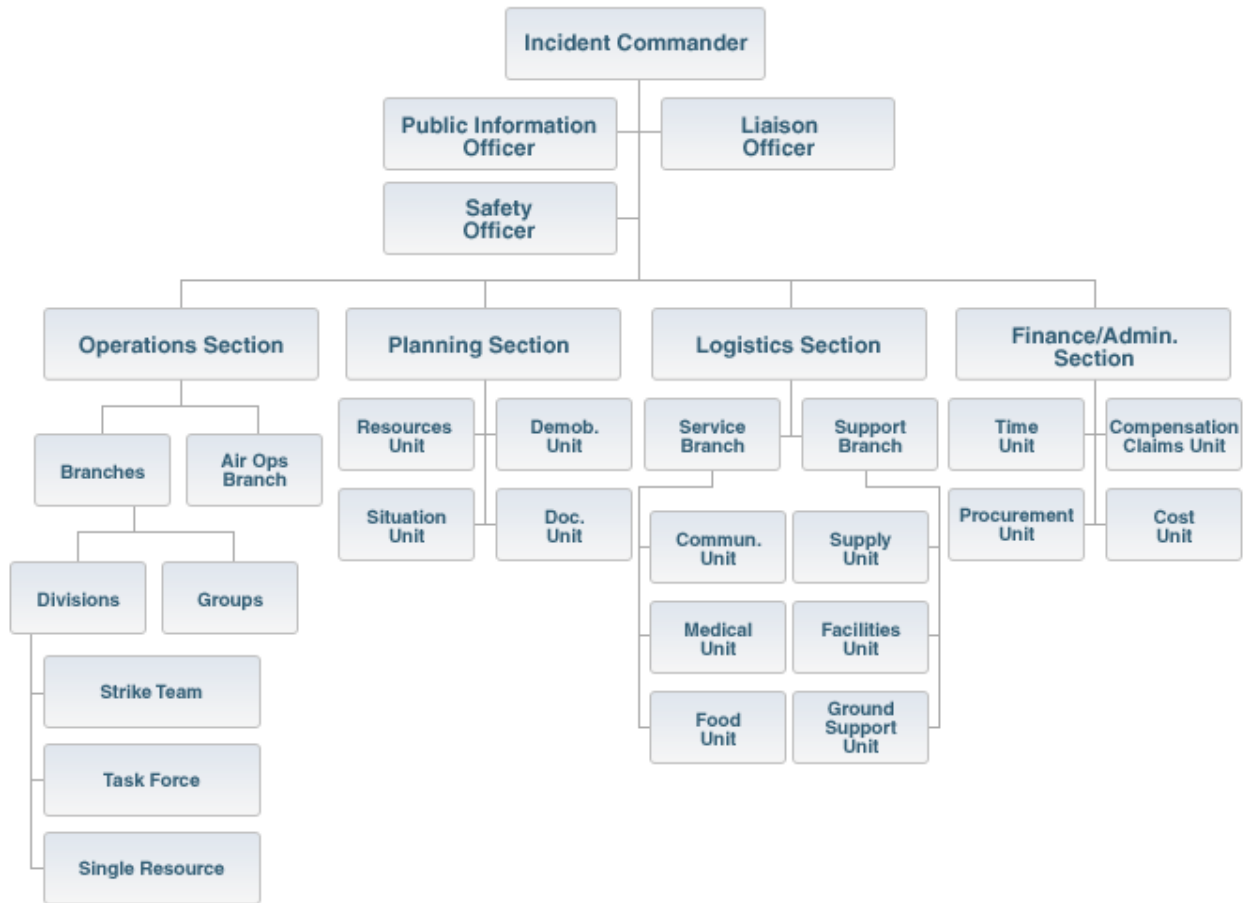 Incident Commander
Public Information
Officer
Liaison
Officer
Safety
Officer
Operations Section
Planning Section
Logistics Section
Finance/Admin.
Section
Resources
Unit
Demob.
Unit
Service
Branch
Support
Branch
Time
Unit
Compensation
Claims Unit
Branches
Air Ops
Branch
Situation
Unit
Doc.
Unit
Procurement
Unit
Cost
Unit
Commun.
Unit
Supply
Unit
Divisions
Groups
Medical
Unit
Facilities
Unit
Strike Team
Food
Unit
Ground
Support
Unit
Task Force
Single Resource